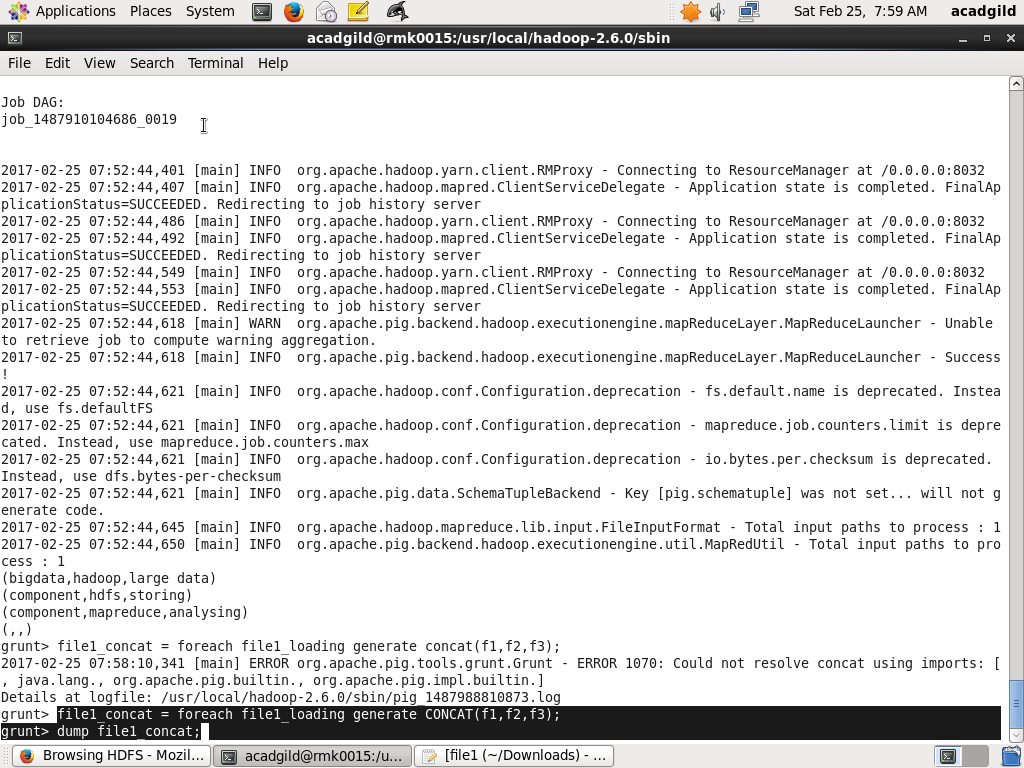 Applications Places System
Sat Feb 25, 7:59 AM acadgild
acadgild@rmk0015:/usr/local/hadoop-2.6.0/sbin
File Edit View Search Terminal Help
Job DAG:
job_1487910104686_0019
2017-02-25 07:52:44,401 [main] INFO  org.apache.hadoop.yarn.client.RMProxy - Connecting to ResourceManager at /0.0.0.0:8032
2017-02-25 07:52:44,407 [main] INFO  org.apache.hadoop.mapred.ClientServiceDelegate - Application state is completed. FinalAp
plicationStatus=SUCCEEDED. Redirecting to job history server
2017-02-25 07:52:44,486 [main] INFO  org.apache.hadoop.yarn.client.RMProxy - Connecting to ResourceManager at /0.0.0.0:8032
2017-02-25 07:52:44,492 [main] INFO  org.apache.hadoop.mapred.ClientServiceDelegate - Application state is completed. FinalAp
plicationStatus=SUCCEEDED. Redirecting to job history server
2017-02-25 07:52:44,549 [main] INFO  org.apache.hadoop.yarn.client.RMProxy - Connecting to ResourceManager at /0.0.0.0:8032
2017-02-25 07:52:44,553 [main] INFO  org.apache.hadoop.mapred.ClientServiceDelegate - Application state is completed. FinalAp
plicationStatus=SUCCEEDED. Redirecting to job history server
2017-02-25 07:52:44,618 [main] WARN  org.apache.pig.backend.hadoop.executionengine.mapReduceLayer.MapReduceLauncher - Unable
to retrieve job to compute warning aggregation.
2017-02-25 07:52:44,618 [main] INFO  org.apache.pig.backend.hadoop.executionengine.mapReduceLayer.MapReduceLauncher - Success
!
2017-02-25 07:52:44,621 [main] INFO  org.apache.hadoop.conf.Configuration.deprecation - fs.default.name is deprecated. Instea
d, use fs.defaultFS
2017-02-25 07:52:44,621 [main] INFO  org.apache.hadoop.conf.Configuration.deprecation - mapreduce.job.counters.limit is depre
cated. Instead, use mapreduce.job.counters.max
2017-02-25 07:52:44,621 [main] INFO  org.apache.hadoop.conf.Configuration.deprecation - io.bytes.per.checksum is deprecated.
Instead, use dfs.bytes-per-checksum
2017-02-25 07:52:44,621 [main] INFO  org.apache.pig.data.SchemaTupleBackend - Key [pig.schematuple] was not set... will not g
enerate code.
2017-02-25 07:52:44,645 [main] INFO  org.apache.hadoop.mapreduce.lib.input.FileInputFormat - Total input paths to process : 1
2017-02-25 07:52:44,650 [main] INFO  org.apache.pig.backend.hadoop.executionengine.util.MapRedUtil - Total input paths to pro
cess : 1
(bigdata,hadoop,large data)
(component,hdfs,storing)
(component,mapreduce,analysing)
(,,)
grunt> file1_concat = foreach file1_loading generate concat(f1,f2,f3);
2017-02-25 07:58:10,341 [main] ERROR org.apache.pig.tools.grunt.Grunt - ERROR 1070: Could not resolve concat using imports: [
, java.lang., org.apache.pig.builtin., org.apache.pig.impl.builtin.]
Details at logfile: /usr/local/hadoop-2.6.0/sbin/pig_1487988810873.log
grunt> file1_concat = foreach file1_loading generate CONCAT(f1,f2,f3);
grunt> dump file1_concat;
Browsing HDFS - Mozil... acadgild@rmk0015:/u... [file1 (~/Downloads) - ...